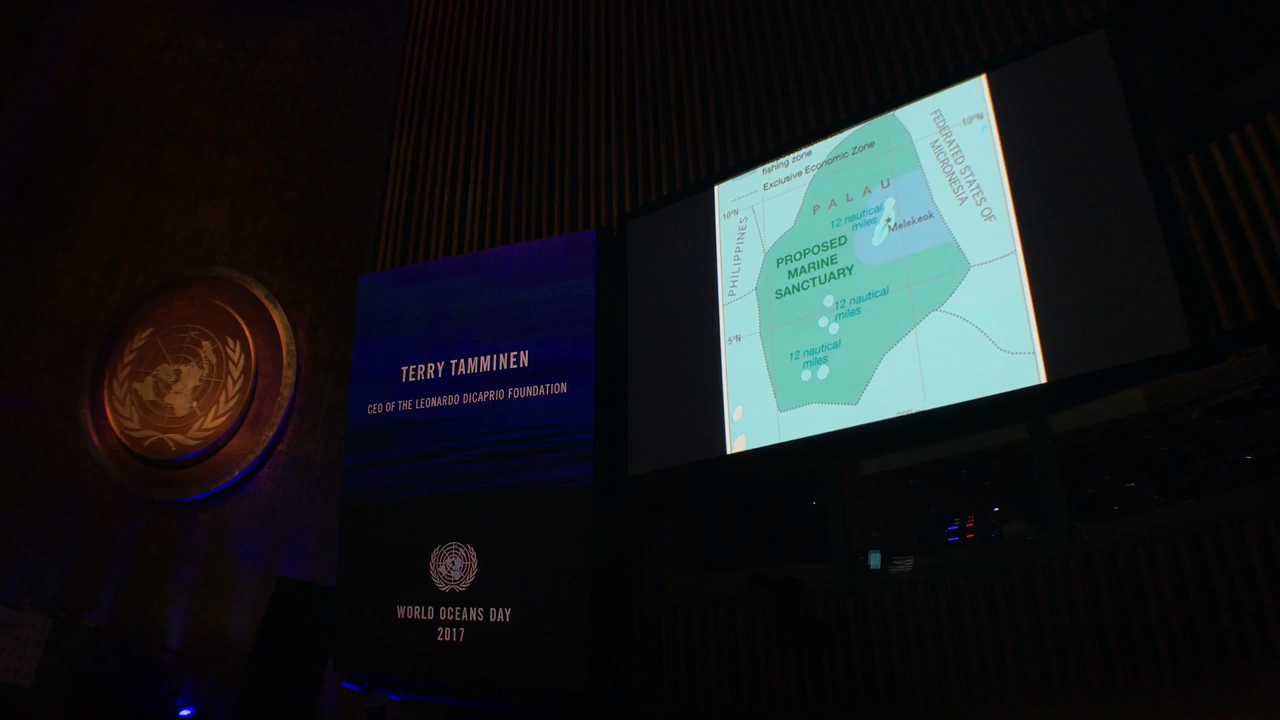 TERRY TAMMINEN
CEO OF THE LEONARDO DICAPRIO FOUNDATION
WORLD OCEANS DAY
2017
fishing zone
Exclusive Economic Zone
10°N
10°N
FEDERATED STATES OF
MICRONESIA
PHILIPPINES
PALAU
12 nautical
miles
Melekeok
PROPOSED
MARINE
SANCTUARY
12 nautical
miles
5°N
12 nautical
miles